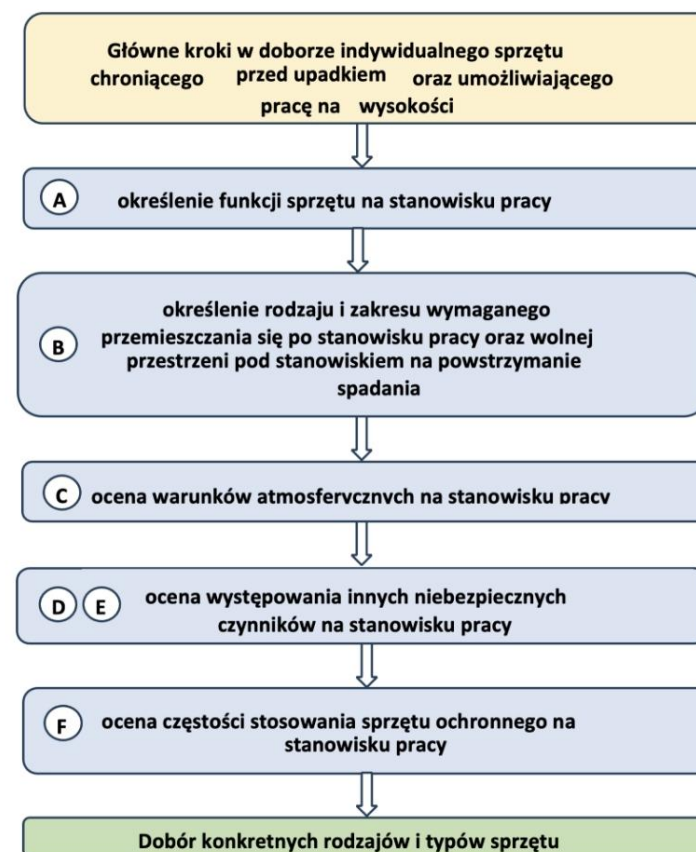 Główne kroki w doborze indywidualnego sprzętu
chroniącego przed upadkiem oraz umożliwiającego
pracę na wysokości
A określenie funkcji sprzętu na stanowisku pracy
określenie rodzaju i zakresu wymaganego
przemieszczania się po stanowisku pracy oraz wolnej
B
przestrzeni pod stanowiskiem na powstrzymanie
spadania
C ocena warunków atmosferycznych na stanowisku pracy
D E ocena występowania innych niebezpiecznych
czynników na stanowisku pracy
F ocena częstości stosowania sprzętu ochronnego na
stanowisku pracy
Dobór konkretnych rodzajów i typów sprzętu